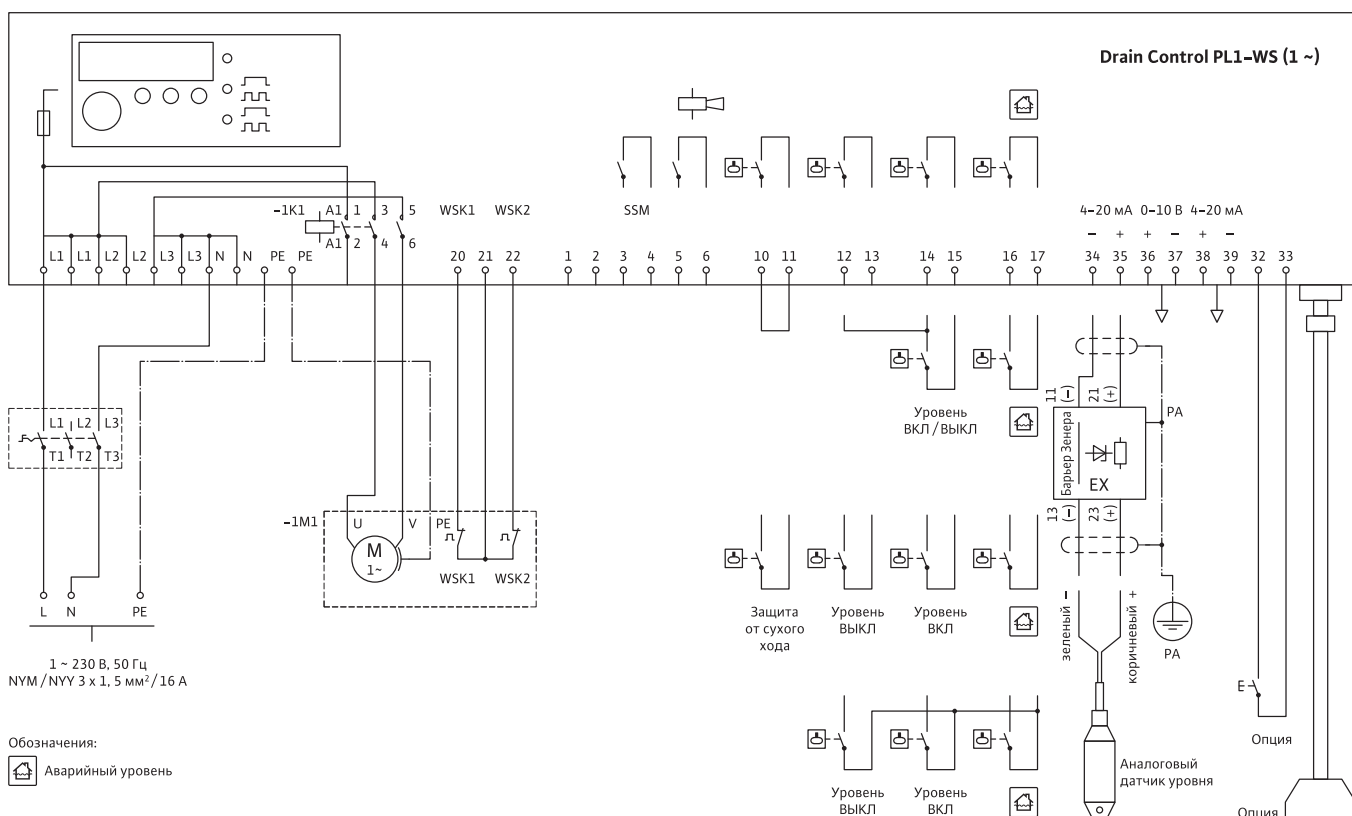 Drain Control PL1-WS (1 ~)
SSM
4-20 мА 0-10 В 4-20 мА
− + + − + −
-1K1 A1 1 3 5 WSK1 WSK2
A1 2 4 6
L1 L1 L2 L2 L3 L3 N N PE PE
20 21 22 1 2 3 4 5 6 10 11 12 13 14 15 16 17 34 35 36 37 38 39 32 33
L1 L2 L3
T1 T2 T3
Уровень
ВКЛ / ВЫКЛ
11 (−) 21 (+)
Барьер Зенера
EX
13 (−) 23 (+)
PA
-1M1 U V PE
M
1~
WSK1 WSK2
L N PE
1 ~ 230 В, 50 Гц
NYM / NYY 3 x 1, 5 мм² / 16 А
Защита
от сухого
хода
Уровень
ВЫКЛ
Уровень
ВКЛ
зеленый −
коричневый +
PA
E
Опция
Обозначения:
Аварийный уровень
Уровень
ВЫКЛ
Уровень
ВКЛ
Аналоговый
датчик уровня
Опция